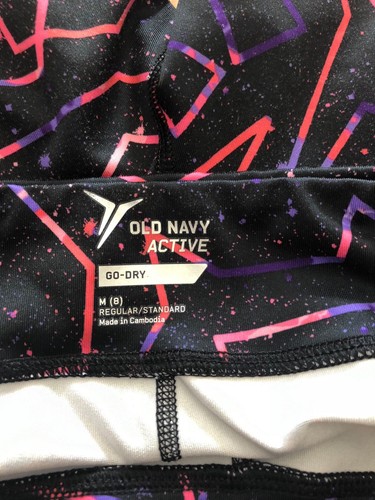 OLD NAVY
ACTIVE
GO-DRY
M (8)
REGULAR/STANDARD
Made in Cambodia